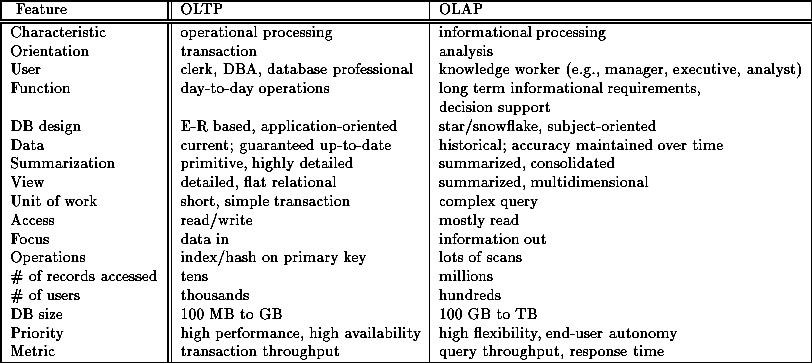 Feature OLTP OLAP
Characteristic operational processing informational processing
Orientation transaction analysis
User clerk, DBA, database professional knowledge worker (e.g., manager, executive, analyst)
Function day-to-day operations long term informational requirements,
decision support
DB design E-R based, application-oriented star/snowflake, subject-oriented
Data current; guaranteed up-to-date historical; accuracy maintained over time
Summarization primitive, highly detailed summarized, consolidated
View detailed, flat relational summarized, multidimensional
Unit of work short, simple transaction complex query
Access read/write mostly read
Focus data in information out
Operations index/hash on primary key lots of scans
# of records accessed tens millions
# of users thousands hundreds
DB size 100 MB to GB 100 GB to TB
Priority high performance, high availability high flexibility, end-user autonomy
Metric transaction throughput query throughput, response time